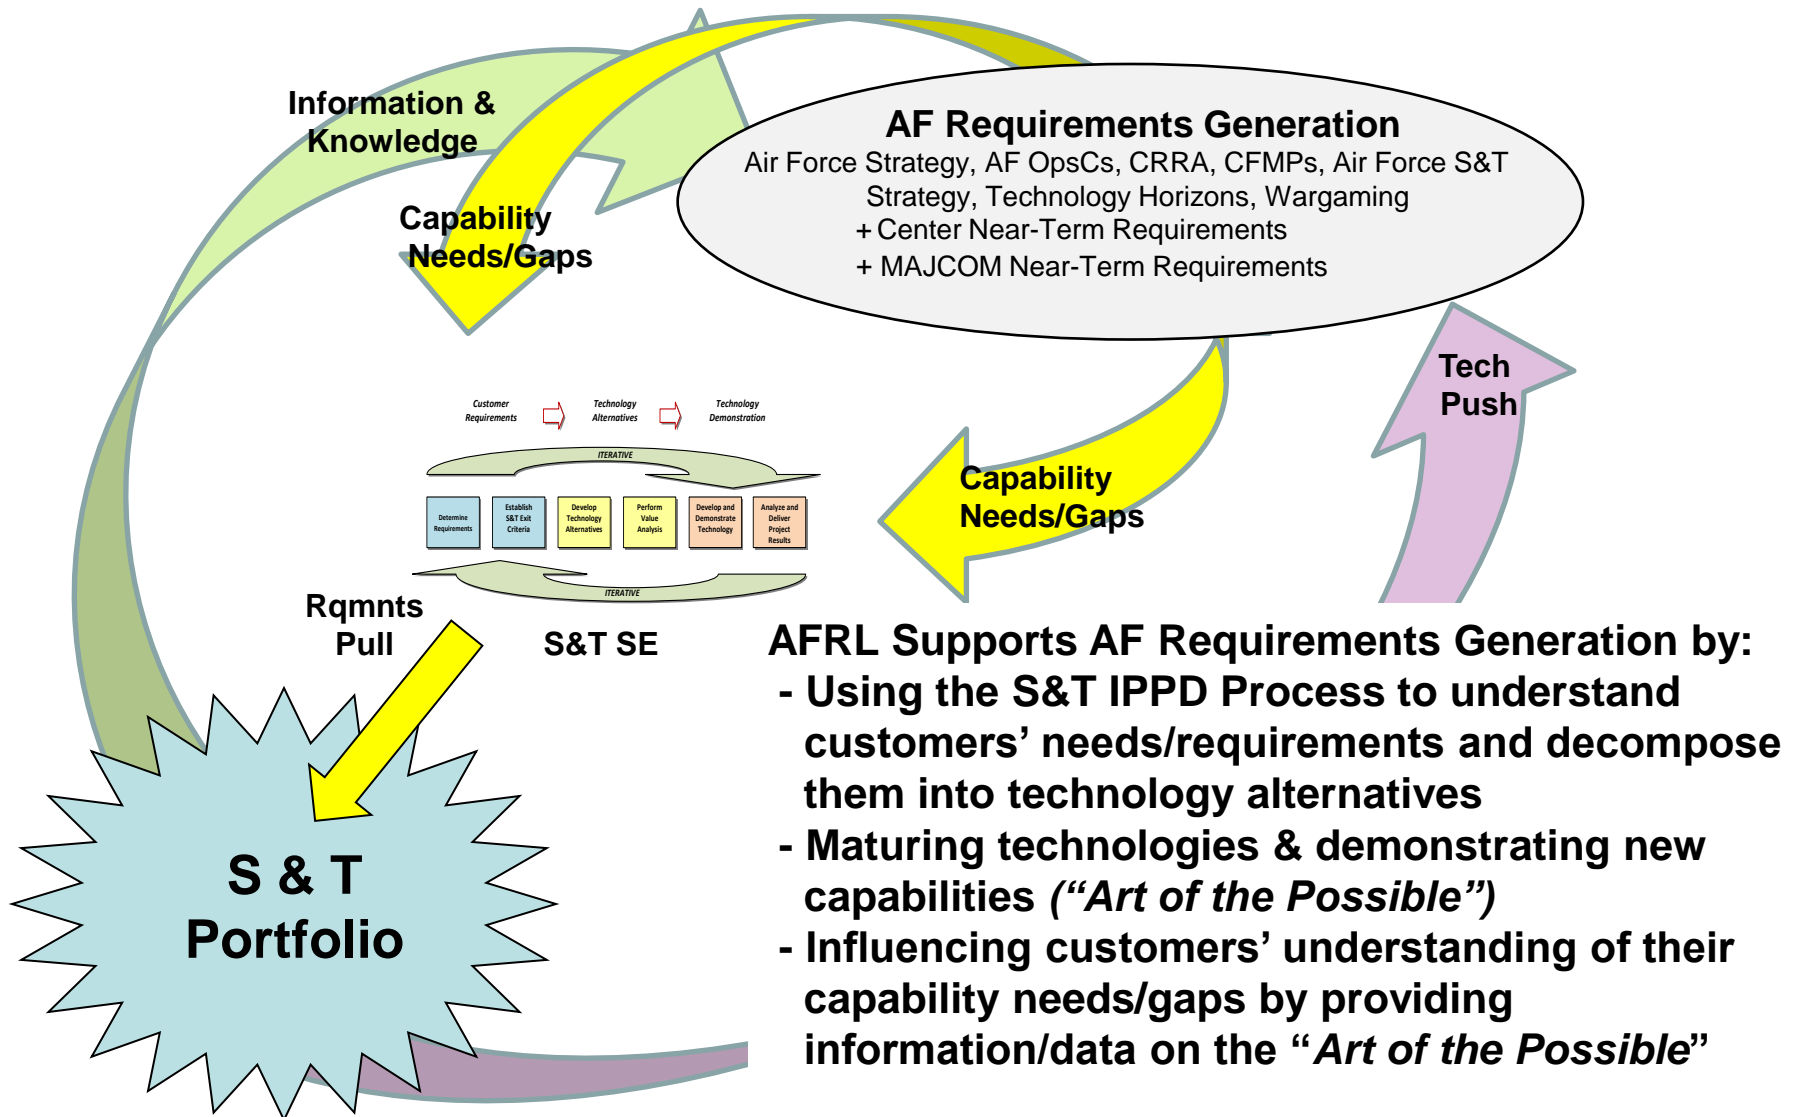 Information &
Knowledge
AF Requirements Generation
Air Force Strategy, AF OpsCs, CRRA, CFMPs, Air Force S&T
Strategy, Technology Horizons, Wargaming
+ Center Near-Term Requirements
+ MAJCOM Near-Term Requirements
Capability
Needs/Gaps
Tech
Push
Customer
Requirements
Technology
Alternatives
Technology
Demonstration
ITERATIVE
Capability
Needs/Gaps
Determine
Requirements
Establish
S&T Exit
Criteria
Develop
Technology
Alternatives
Perform
Value
Analysis
Develop and
Demonstrate
Technology
Analyze and
Deliver
Project
Results
ITERATIVE
Rqmnts
Pull
S&T SE
AFRL Supports AF Requirements Generation by:
- Using the S&T IPPD Process to understand
customers’ needs/requirements and decompose
them into technology alternatives
- Maturing technologies & demonstrating new
capabilities (“Art of the Possible”)
- Influencing customers’ understanding of their
capability needs/gaps by providing
information/data on the “Art of the Possible”
S & T
Portfolio